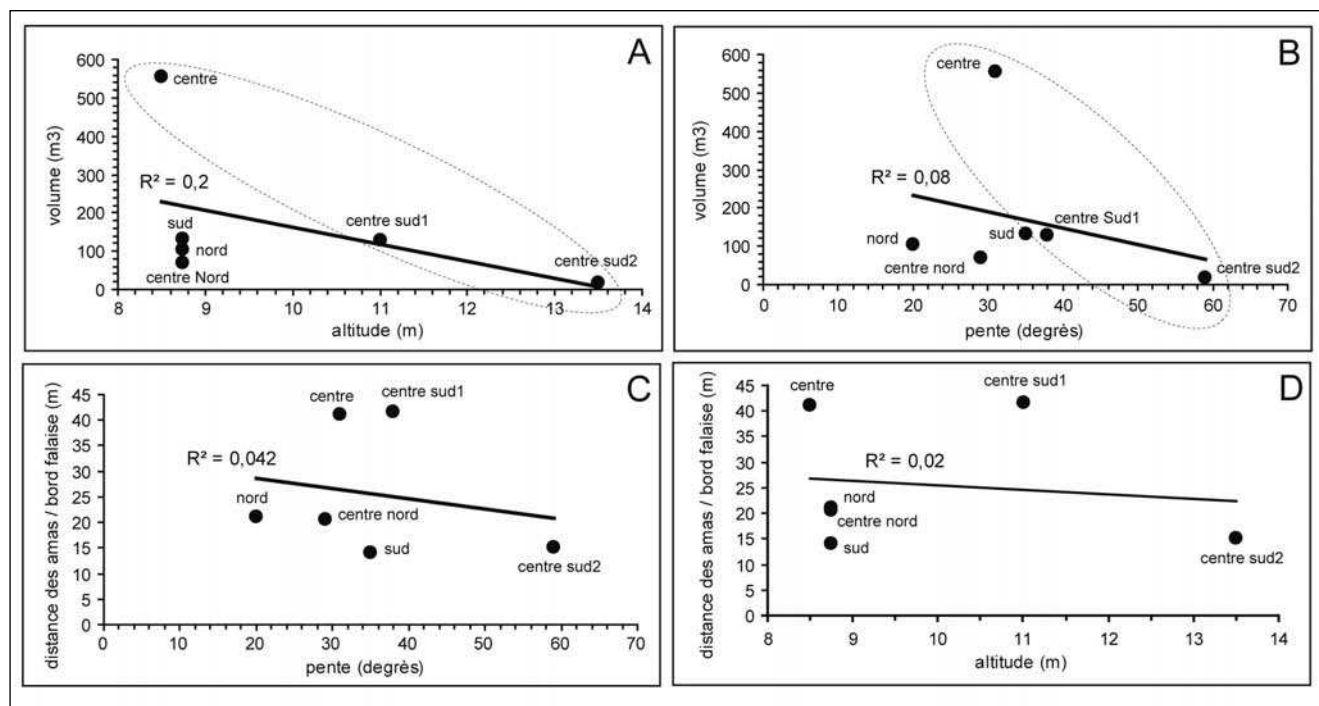 A
600
500
400
300
200
100
0
volume (m3)
centre
R² = 0,2
sud
nord
centre Nord
centre sud1
centre sud2
8 9 10 11 12 13 14
altitude (m)
B
600
500
400
300
200
100
0
volume (m3)
centre
R² = 0,08
nord
centre nord
sud
centre Sud1
centre sud2
0 10 20 30 40 50 60 70
pente (degrès)
C
45
40
35
30
25
20
15
10
5
0
distance des amas / bord falaise (m)
centre
centre sud1
R² = 0,042
nord
centre nord
sud
centre sud2
0 10 20 30 40 50 60 70
pente (degrès)
D
45
40
35
30
25
20
15
10
5
0
distance des amas / bord falaise (m)
centre
centre sud1
R² = 0,02
nord
centre nord
sud
centre sud2
8 9 10 11 12 13 14
altitude (m)